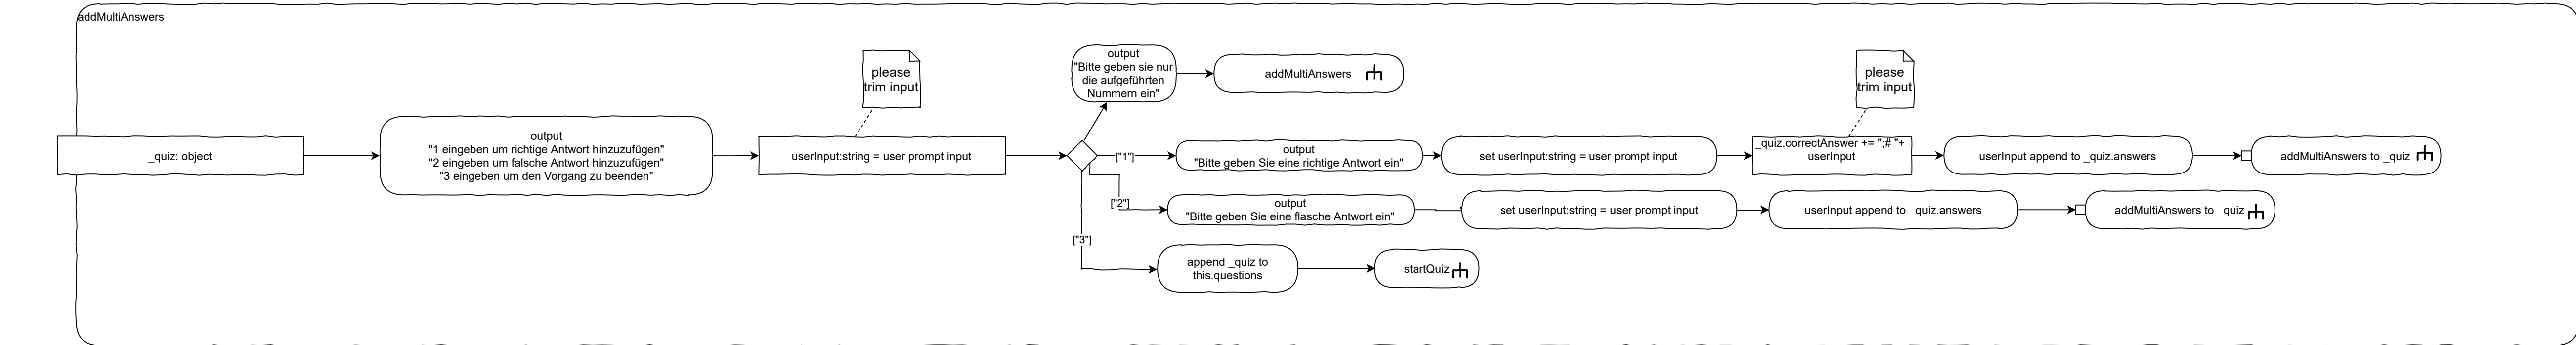 addMultiAnswers
_quiz: object
output
"1 eingeben um richtige Antwort hinzuzufügen"
"2 eingeben um falsche Antwort hinzuzufügen"
"3 eingeben um den Vorgang zu beenden"
please
trim input
userInput:string = user prompt input
output
"Bitte geben sie nur
die aufgeführten
Nummern ein"
addMultiAnswers
["1"]
output
"Bitte geben Sie eine richtige Antwort ein"
set userInput:string = user prompt input
please
trim input
_quiz.correctAnswer += ";# "+
userInput
userInput append to _quiz.answers
addMultiAnswers to _quiz
["2"]
output
"Bitte geben Sie eine flasche Antwort ein"
set userInput:string = user prompt input
userInput append to _quiz.answers
addMultiAnswers to _quiz
["3"]
append _quiz to
this.questions
startQuiz